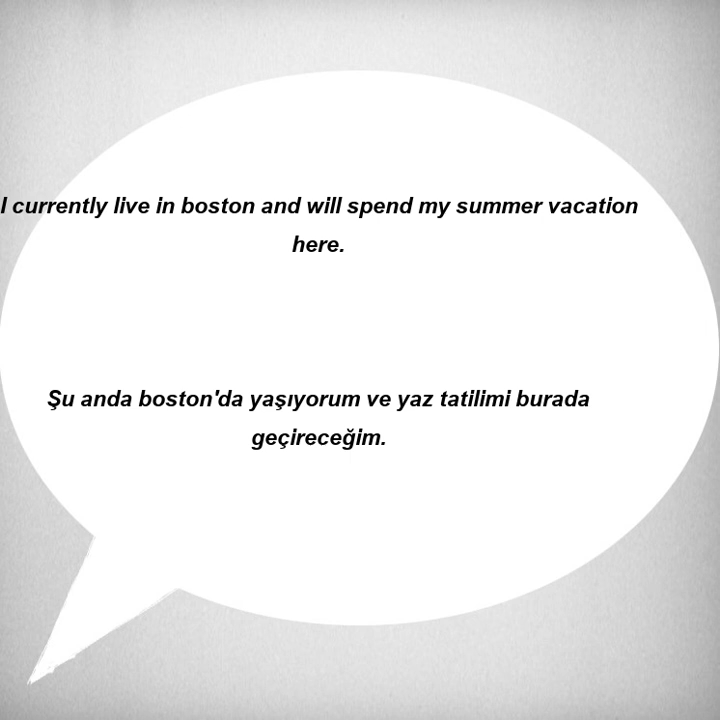 I currently live in boston and will spend my summer vacation
here.
Şu anda boston'da yaşıyorum ve yaz tatilimi burada
geçireceğim.